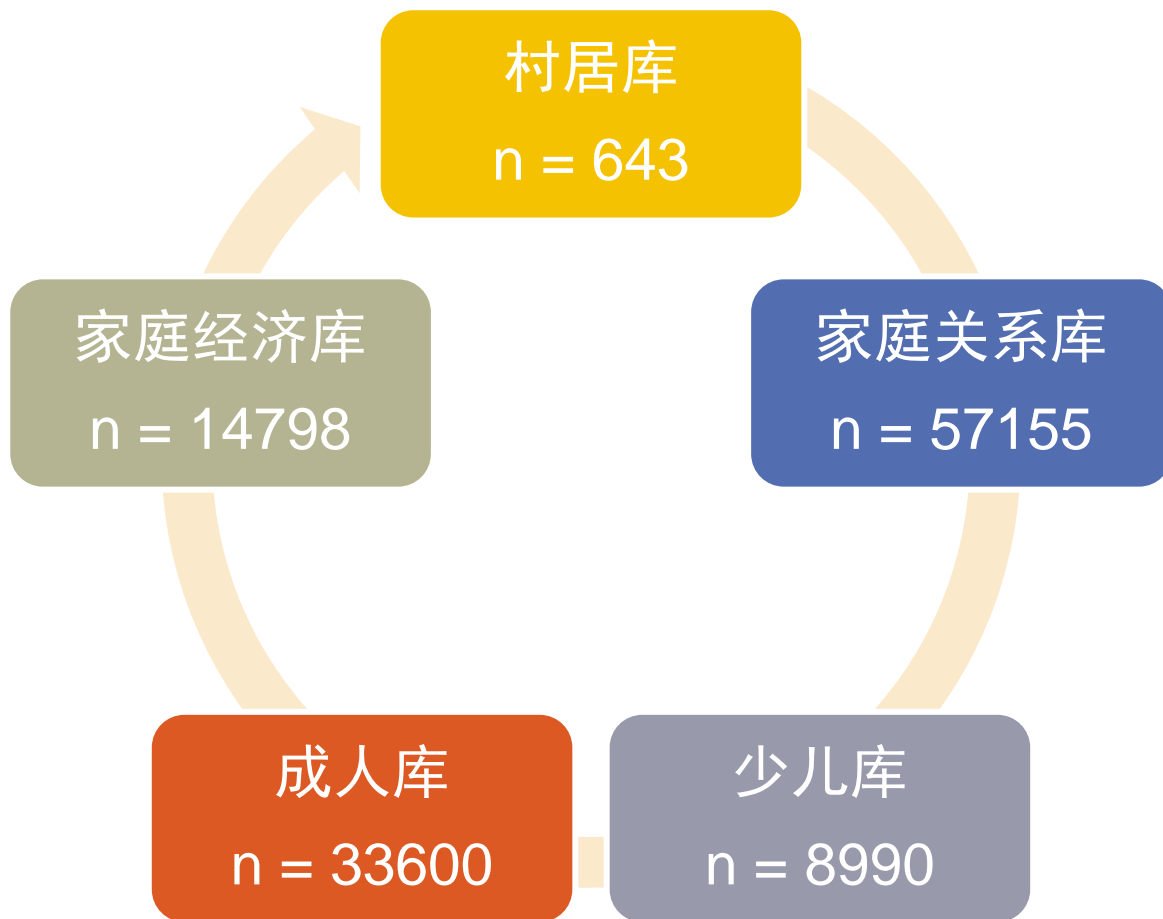 村居库
n = 643
家庭关系库
n = 57155
少儿库
n = 8990
成人库
n = 33600
家庭经济库
n = 14798